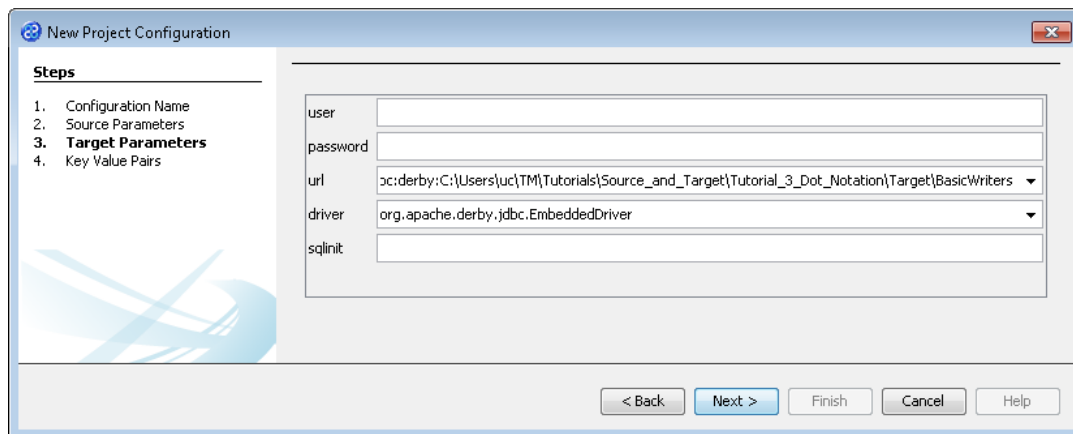 New Project Configuration
Steps
1. Configuration Name
2. Source Parameters
3. Target Parameters
4. Key Value Pairs
user
password
url
oc:derby:C:\Users\uc\TM\Tutorials\Source_and_Target\Tutorial_3_Dot_Notation\Target\BasicWriters
driver
org.apache.derby.jdbc.EmbeddedDriver
sqlinit
< Back
Next >
Finish
Cancel
Help